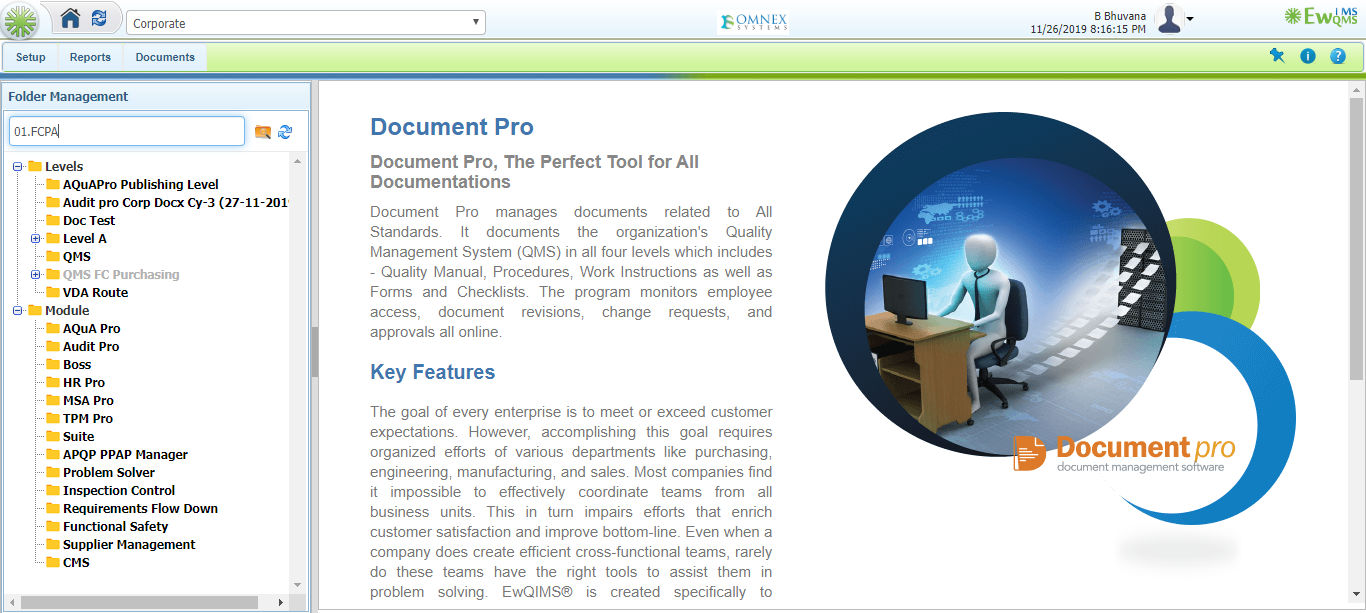 Corporate
OMNEX
SYSTEMS
B Bhuvana
11/26/2019 8:16:15 PM
EwQIMS
QMS
Setup
Reports
Documents
Folder Management
01.FCPA
Levels
AQuAPro Publishing Level
Audit pro Corp Docx Cy-3 (27-11-2019
Doc Test
Level A
QMS
QMS FC Purchasing
VDA Route
Module
AQuA Pro
Audit Pro
Boss
HR Pro
MSA Pro
TPM Pro
Suite
APQP PPAP Manager
Problem Solver
Inspection Control
Requirements Flow Down
Functional Safety
Supplier Management
CMS
Document Pro
Document Pro, The Perfect Tool for All
Documentations
Document Pro manages documents related to All
Standards. It documents the organization's Quality
Management System (QMS) in all four levels which includes
- Quality Manual, Procedures, Work Instructions as well as
Forms and Checklists. The program monitors employee
access, document revisions, change requests, and
approvals all online.
Key Features
The goal of every enterprise is to meet or exceed customer
expectations. However, accomplishing this goal requires
organized efforts of various departments like purchasing,
engineering, manufacturing, and sales. Most companies find
it impossible to effectively coordinate teams from all
business units. This in turn impairs efforts that enrich
customer satisfaction and improve bottom-line. Even when a
company does create efficient cross-functional teams, rarely
do these teams have the right tools to assist them in
problem solving. EwQIMS® is created specifically to
Document pro
document management software